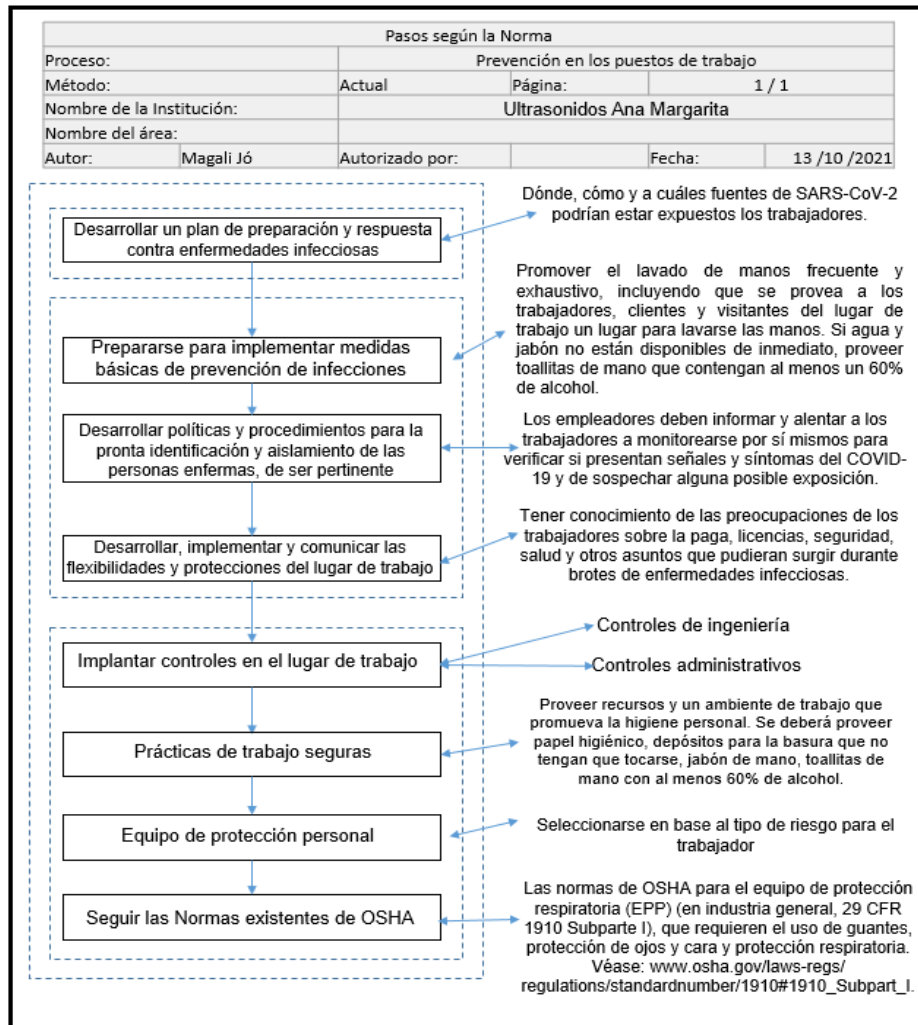 Pasos según la Norma
Proceso: Prevención en los puestos de trabajo
Método: Actual Página: 1 / 1
Nombre de la Institución: Ultrasonidos Ana Margarita
Nombre del área:
Autor: Magali Jó Autorizado por: Fecha: 13 /10 /2021
Desarrollar un plan de preparación y respuesta
contra enfermedades infecciosas
Dónde, cómo y a cuáles fuentes de SARS-CoV-2
podrían estar expuestos los trabajadores.
Prepararse para implementar medidas
básicas de prevención de infecciones
Promover el lavado de manos frecuente y
exhaustivo, incluyendo que se provea a los
trabajadores, clientes y visitantes del lugar de
trabajo un lugar para lavarse las manos. Si agua y
jabón no están disponibles de inmediato, proveer
toallitas de mano que contengan al menos un 60%
de alcohol.
Desarrollar políticas y procedimientos para la
pronta identificación y aislamiento de las
personas enfermas, de ser pertinente
Los empleadores deben informar y alentar a los
trabajadores a monitorearse por sí mismos para
verificar si presentan señales y síntomas del COVID-
19 y de sospechar alguna posible exposición.
Desarrollar, implementar y comunicar las
flexibilidades y protecciones del lugar de trabajo
Tener conocimiento de las preocupaciones de los
trabajadores sobre la paga, licencias, seguridad,
salud y otros asuntos que pudieran surgir durante
brotes de enfermedades infecciosas.
Implantar controles en el lugar de trabajo
Controles de ingeniería
Controles administrativos
Prácticas de trabajo seguras
Proveer recursos y un ambiente de trabajo que
promueva la higiene personal. Se deberá proveer
papel higiénico, depósitos para la basura que no
tengan que tocarse, jabón de mano, toallitas de
mano con al menos 60% de alcohol.
Equipo de protección personal
Seleccionarse en base al tipo de riesgo para el
trabajador
Seguir las Normas existentes de OSHA
Las normas de OSHA para el equipo de protección
respiratoria (EPP) (en industria general, 29 CFR
1910 Subparte I), que requieren el uso de guantes,
protección de ojos y cara y protección respiratoria.
Véase: www.osha.gov/laws-regs/
regulations/standardnumber/1910#1910_Subpart_I.